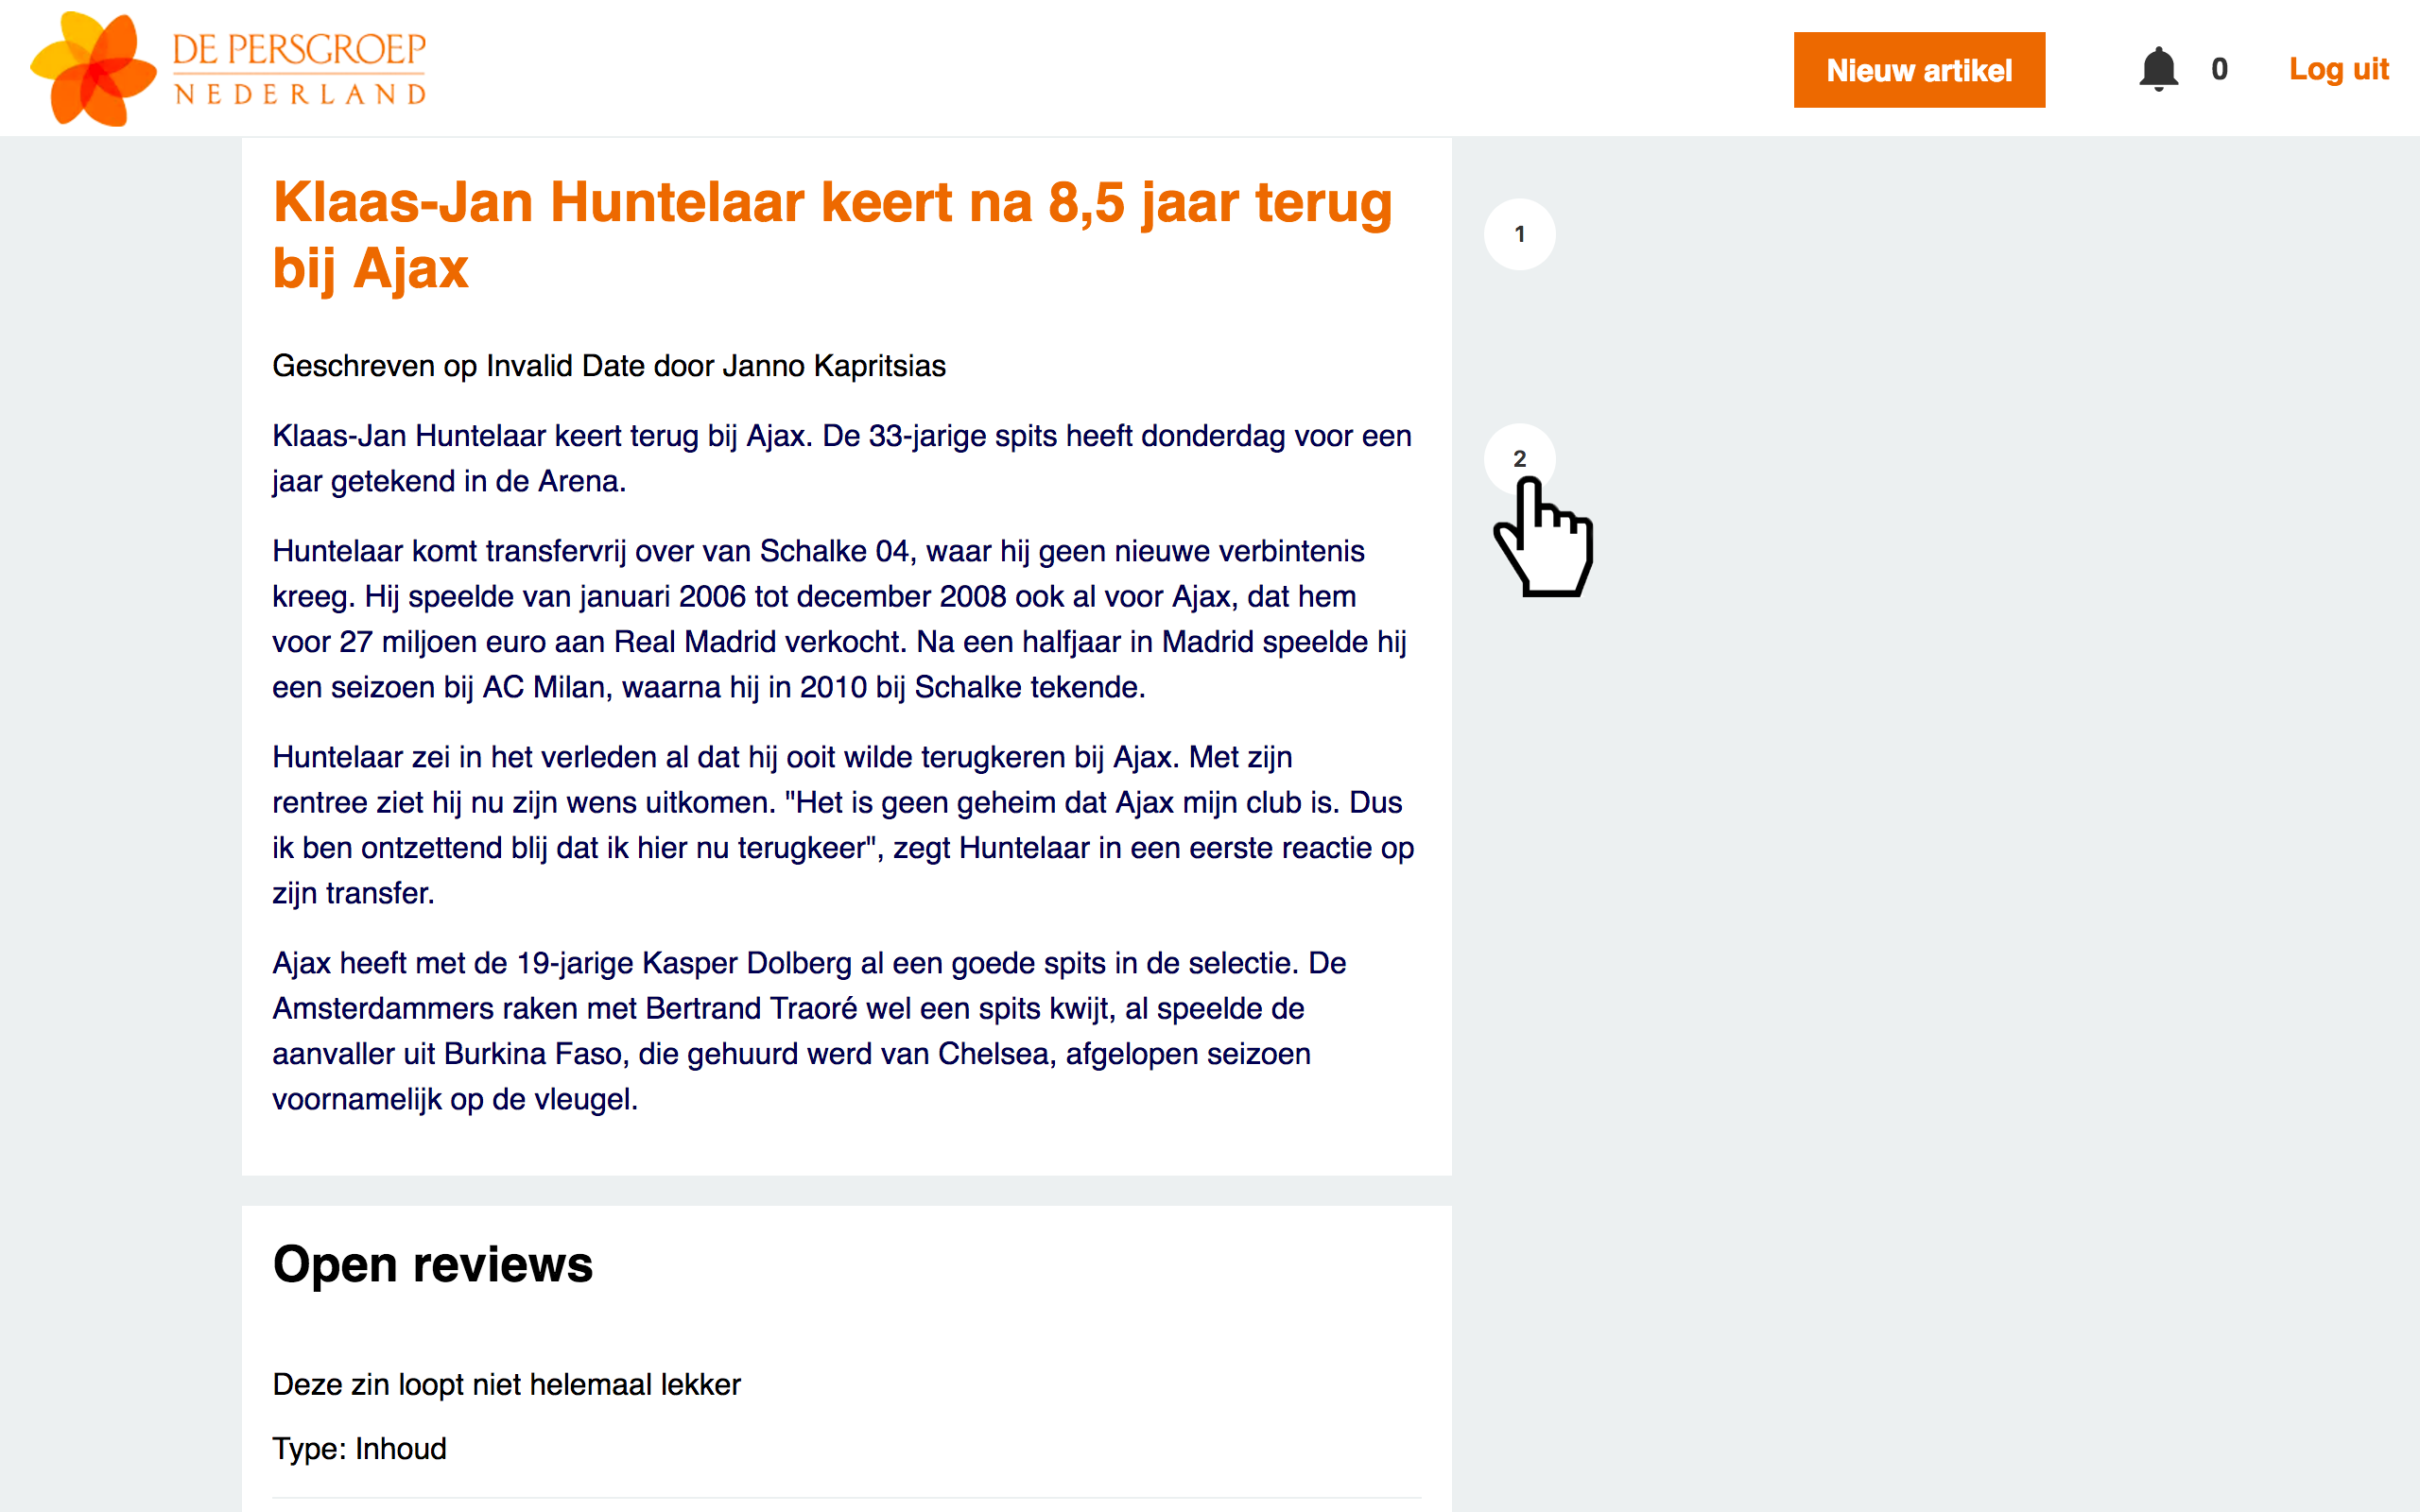 DE PERSGROEP
NEDERLAND
Nieuw artikel
0
Log uit
Klaas-Jan Huntelaar keert na 8,5 jaar terug
bij Ajax
1
Geschreven op Invalid Date door Janno Kapritsias
Klaas-Jan Huntelaar keert terug bij Ajax. De 33-jarige spits heeft donderdag voor een
jaar getekend in de Arena.
2
Huntelaar komt transfervrij over van Schalke 04, waar hij geen nieuwe verbintenis
kreeg. Hij speelde van januari 2006 tot december 2008 ook al voor Ajax, dat hem
voor 27 miljoen euro aan Real Madrid verkocht. Na een halfjaar in Madrid speelde hij
een seizoen bij AC Milan, waarna hij in 2010 bij Schalke tekende.
Huntelaar zei in het verleden al dat hij ooit wilde terugkeren bij Ajax. Met zijn
rentree ziet hij nu zijn wens uitkomen. "Het is geen geheim dat Ajax mijn club is. Dus
ik ben ontzettend blij dat ik hier nu terugkeer", zegt Huntelaar in een eerste reactie op
zijn transfer.
Ajax heeft met de 19-jarige Kasper Dolberg al een goede spits in de selectie. De
Amsterdammers raken met Bertrand Traoré wel een spits kwijt, al speelde de
aanvaller uit Burkina Faso, die gehuurd werd van Chelsea, afgelopen seizoen
voornamelijk op de vleugel.
Open reviews
Deze zin loopt niet helemaal lekker
Type: Inhoud